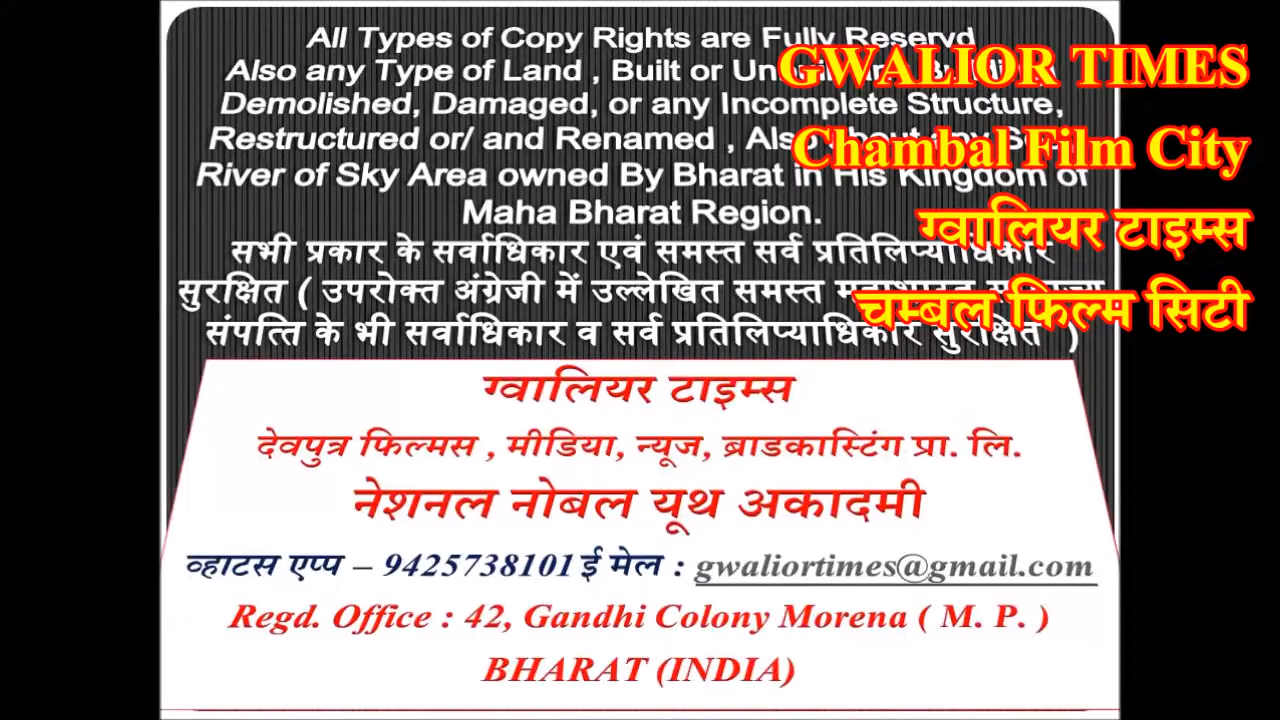 All Types of Copy Rights are Fully Reservd
Also any Type of Land , Built or
Demolished, Damaged, or any Incomplete Structure,
Restructured or/ and Renamed , Also
River of Sky Area owned By Bharat in His Kingdom of
Maha Bharat Region.
सभी प्रकार के सर्वाधिकार एवं समस्त सर्व प्रतिलिप्याधिकार
सुरक्षित ( उपरोक्त अंग्रेजी में उल्लेखित समस्त
संपत्ति के भी सर्वाधिकार व सर्व प्रतिलिप्याधिकार सुरक्षित )
GWALIOR TIMES
Chambal Film City
ग्वालियर टाइम्स
चम्बल फिल्म सिटी
ग्वालियर टाइम्स
देवपुत्र फिल्मस , मीडिया, न्यूज, ब्राडकास्टिंग प्रा. लि.
नेशनल नोबल यूथ अकादमी
व्हाटस एप्प – 9425738101 ई मेल : gwaliortimes@gmail.com
Regd. Office : 42, Gandhi Colony Morena ( M. P. )
BHARAT (INDIA)